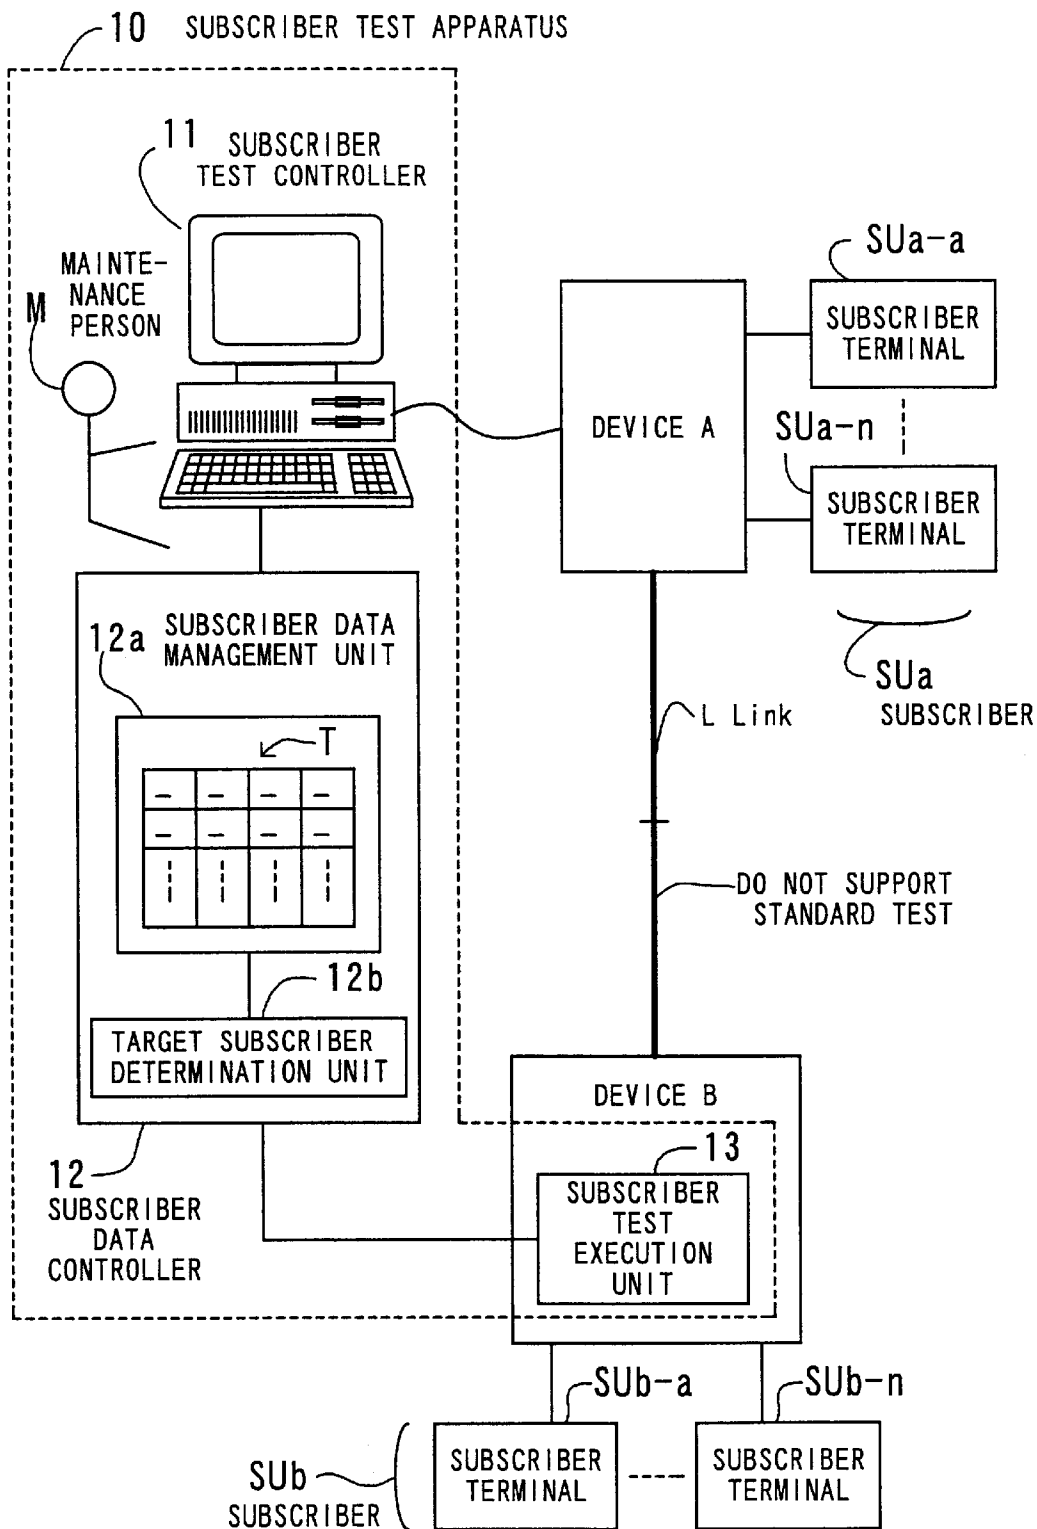 10 SUBSCRIBER TEST APPARATUS
11 SUBSCRIBER
TEST CONTROLLER
M MAINTE-
NANCE
PERSON
SUa-a
SUBSCRIBER
TERMINAL
DEVICE A
SUa-n
SUBSCRIBER
TERMINAL
SUa
SUBSCRIBER
12a SUBSCRIBER DATA
MANAGEMENT UNIT
T
L Link
DO NOT SUPPORT
STANDARD TEST
12b
TARGET SUBSCRIBER
DETERMINATION UNIT
DEVICE B
13
SUBSCRIBER
TEST
EXECUTION
UNIT
12
SUBSCRIBER
DATA
CONTROLLER
SUb-a
SUb-n
SUb
SUBSCRIBER
SUBSCRIBER
TERMINAL
SUBSCRIBER
TERMINAL